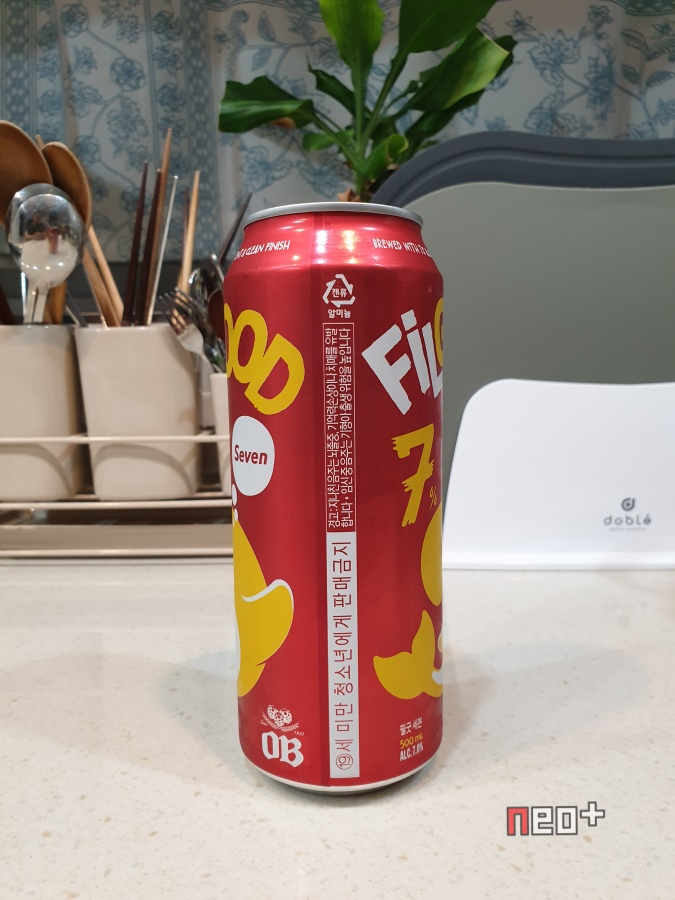 & CLEAN FINISH
BREWED WITH
캔류
알미늄
OOD
Seven
FiL
7
%
경고: 지나친 음주는 뇌졸중, 기억력 손상이나 치매를 유발
합니다 • 임신 중 음주는 기형아 출생 위험을 높입니다
⑲세 미만 청소년에게 판매금지
OB
필굿 세븐
500 mL
ALC. 7.0%
doblé
neo+